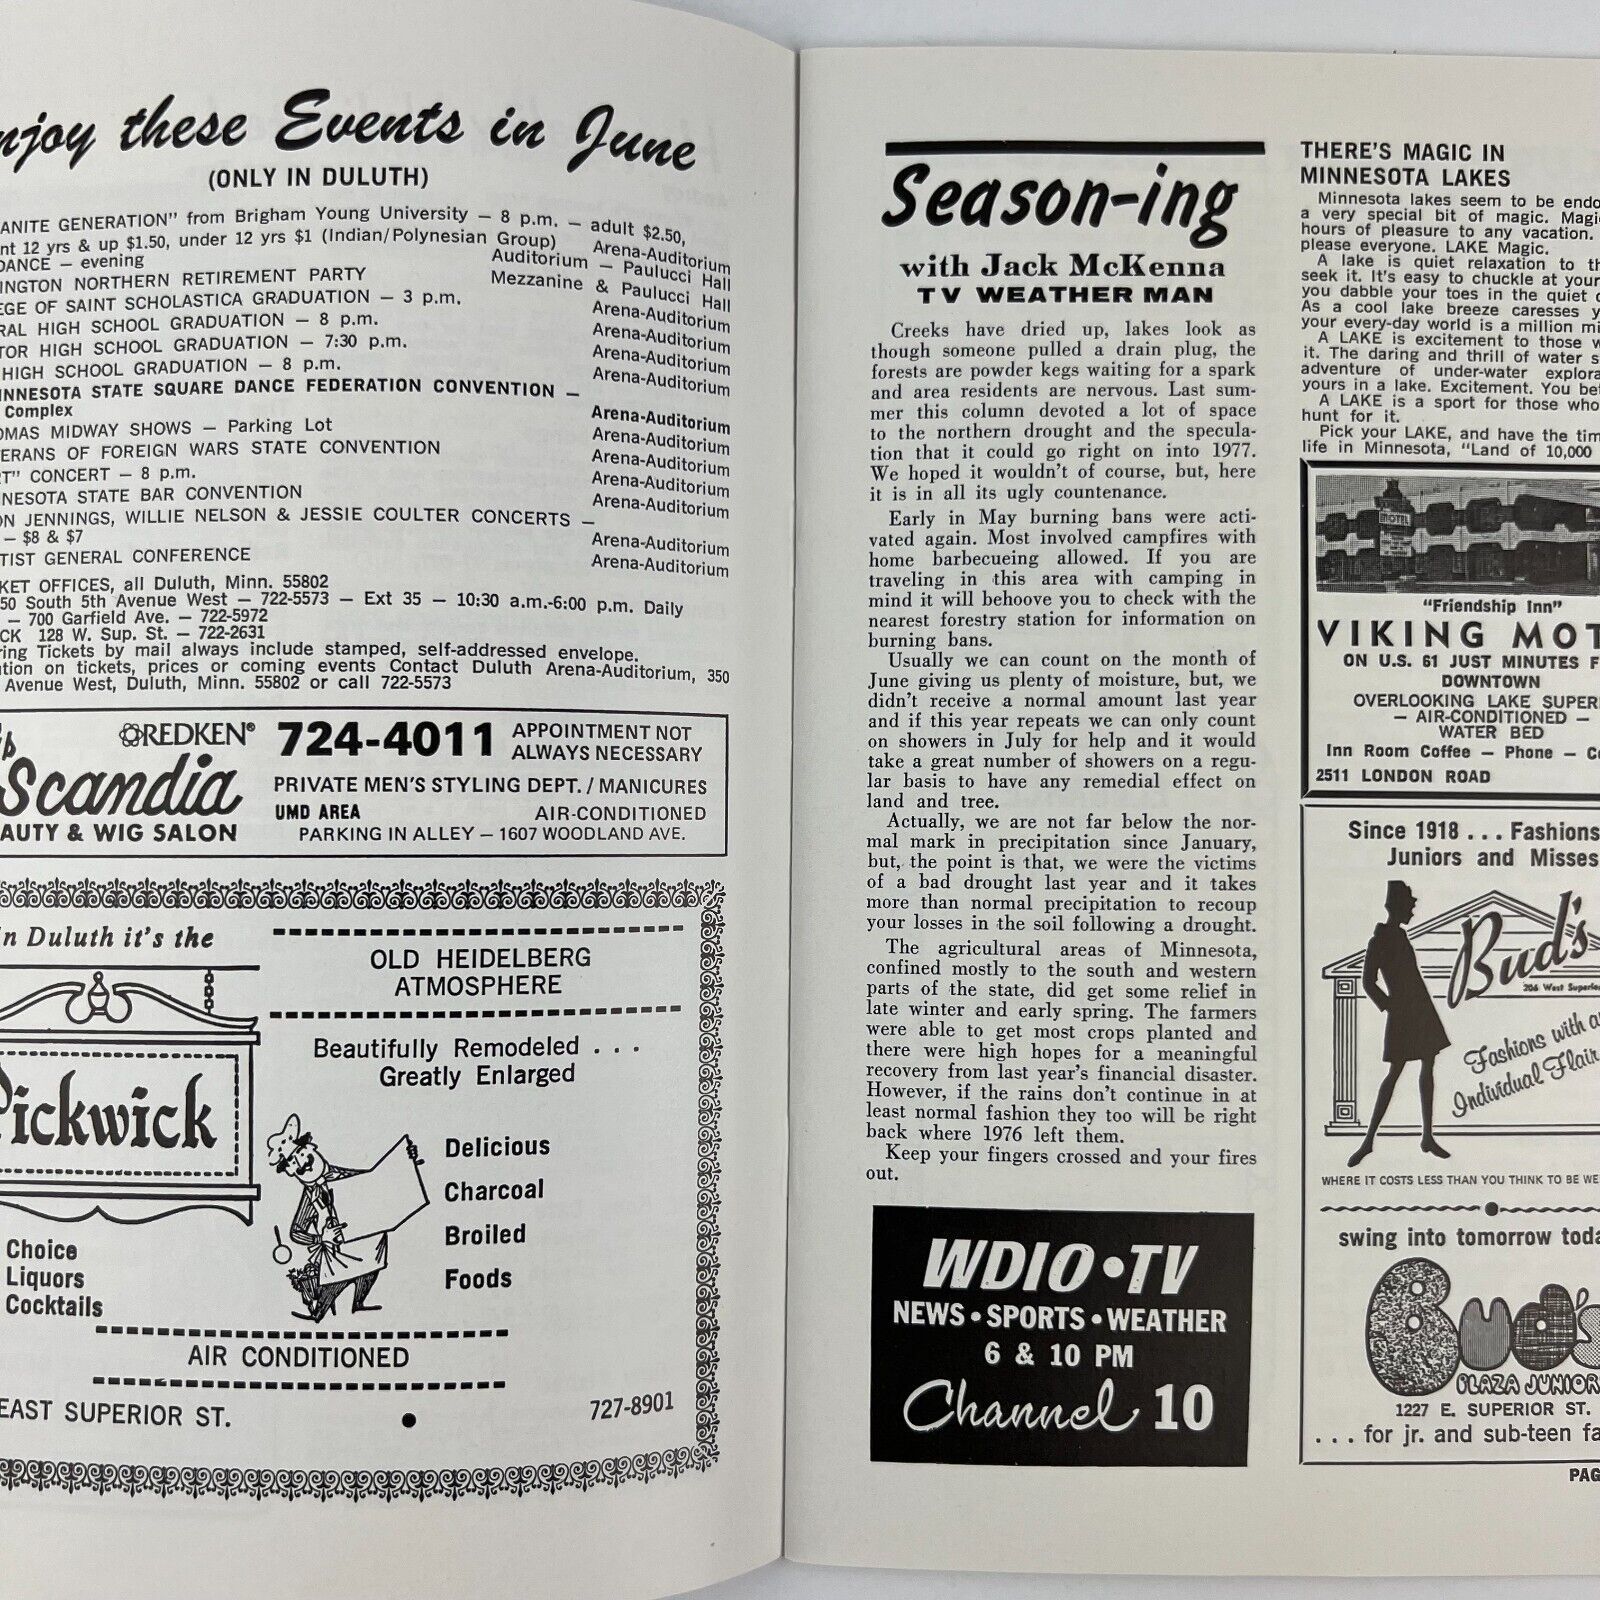 njoy these Events in June
(ONLY IN DULUTH)
ANITE GENERATION" from Brigham Young University — 8 p.m. — adult $2.50,
nt 12 yrs & up $1.50, under 12 yrs $1 (Indian/Polynesian Group) Arena-Auditorium
DANCE — evening Auditorium — Paulucci Hall
INGTON NORTHERN RETIREMENT PARTY Mezzanine & Paulucci Hall
EGE OF SAINT SCHOLASTICA GRADUATION — 3 p.m. Arena-Auditorium
RAL HIGH SCHOOL GRADUATION — 8 p.m. Arena-Auditorium
TOR HIGH SCHOOL GRADUATION — 7:30 p.m. Arena-Auditorium
HIGH SCHOOL GRADUATION — 8 p.m. Arena-Auditorium
INNESOTA STATE SQUARE DANCE FEDERATION CONVENTION —
Complex Arena-Auditorium
OMAS MIDWAY SHOWS — Parking Lot Arena-Auditorium
ERANS OF FOREIGN WARS STATE CONVENTION Arena-Auditorium
RT" CONCERT — 8 p.m. Arena-Auditorium
NNESOTA STATE BAR CONVENTION Arena-Auditorium
ON JENNINGS, WILLIE NELSON & JESSIE COULTER CONCERTS —
— $8 & $7 Arena-Auditorium
TIST GENERAL CONFERENCE Arena-Auditorium
KET OFFICES, all Duluth, Minn. 55802
50 South 5th Avenue West — 722-5573 — Ext 35 — 10:30 a.m.-6:00 p.m. Daily
— 700 Garfield Ave. — 722-5972
CK 128 W. Sup. St. — 722-2631
ring Tickets by mail always include stamped, self-addressed envelope.
tion on tickets, prices or coming events Contact Duluth Arena-Auditorium, 350
Avenue West, Duluth, Minn. 55802 or call 722-5573
REDKEN®
Scandia
AUTY & WIG SALON
724-4011 APPOINTMENT NOT
ALWAYS NECESSARY
PRIVATE MEN'S STYLING DEPT. / MANICURES
UMD AREA AIR-CONDITIONED
PARKING IN ALLEY — 1607 WOODLAND AVE.
n Duluth it's the
Pickwick
OLD HEIDELBERG
ATMOSPHERE
Beautifully Remodeled . . .
Greatly Enlarged
Delicious
Charcoal
Broiled
Foods
Choice
Liquors
Cocktails
AIR CONDITIONED
EAST SUPERIOR ST. • 727-8901
Season-ing
with Jack McKenna
TV WEATHER MAN
Creeks have dried up, lakes look as
though someone pulled a drain plug, the
forests are powder kegs waiting for a spark
and area residents are nervous. Last sum-
mer this column devoted a lot of space
to the northern drought and the specula-
tion that it could go right on into 1977.
We hoped it wouldn't of course, but, here
it is in all its ugly countenance.
Early in May burning bans were acti-
vated again. Most involved campfires with
home barbecueing allowed. If you are
traveling in this area with camping in
mind it will behoove you to check with the
nearest forestry station for information on
burning bans.
Usually we can count on the month of
June giving us plenty of moisture, but, we
didn't receive a normal amount last year
and if this year repeats we can only count
on showers in July for help and it would
take a great number of showers on a regu-
lar basis to have any remedial effect on
land and tree.
Actually, we are not far below the nor-
mal mark in precipitation since January,
but, the point is that, we were the victims
of a bad drought last year and it takes
more than normal precipitation to recoup
your losses in the soil following a drought.
The agricultural areas of Minnesota,
confined mostly to the south and western
parts of the state, did get some relief in
late winter and early spring. The farmers
were able to get most crops planted and
there were high hopes for a meaningful
recovery from last year's financial disaster.
However, if the rains don't continue in at
least normal fashion they too will be right
back where 1976 left them.
Keep your fingers crossed and your fires
out.
WDIO•TV
NEWS • SPORTS • WEATHER
6 & 10 PM
Channel 10
THERE'S MAGIC IN
MINNESOTA LAKES
Minnesota lakes seem to be endo
a very special bit of magic. Magi
hours of pleasure to any vacation.
please everyone. LAKE Magic.
A lake is quiet relaxation to th
seek it. It's easy to chuckle at your
you dabble your toes in the quiet c
As a cool lake breeze caresses y
your every-day world is a million mi
A LAKE is excitement to those w
it. The daring and thrill of water s
adventure of under-water explora
yours in a lake. Excitement. You be
A LAKE is a sport for those who
hunt for it.
Pick your LAKE, and have the tim
life in Minnesota, "Land of 10,000
MOTEL
"Friendship Inn"
VIKING MOT
ON U.S. 61 JUST MINUTES F
DOWNTOWN
OVERLOOKING LAKE SUPERI
— AIR-CONDITIONED —
WATER BED
Inn Room Coffee — Phone — Co
2511 LONDON ROAD
Since 1918 . . . Fashions
Juniors and Misses
Bud's
206 West Superior
Fashions with a
Individual Flair
WHERE IT COSTS LESS THAN YOU THINK TO BE WE
swing into tomorrow toda
Bud's
PLAZA JUNIOR
1227 E. SUPERIOR ST.
. . . for jr. and sub-teen fa
PAG